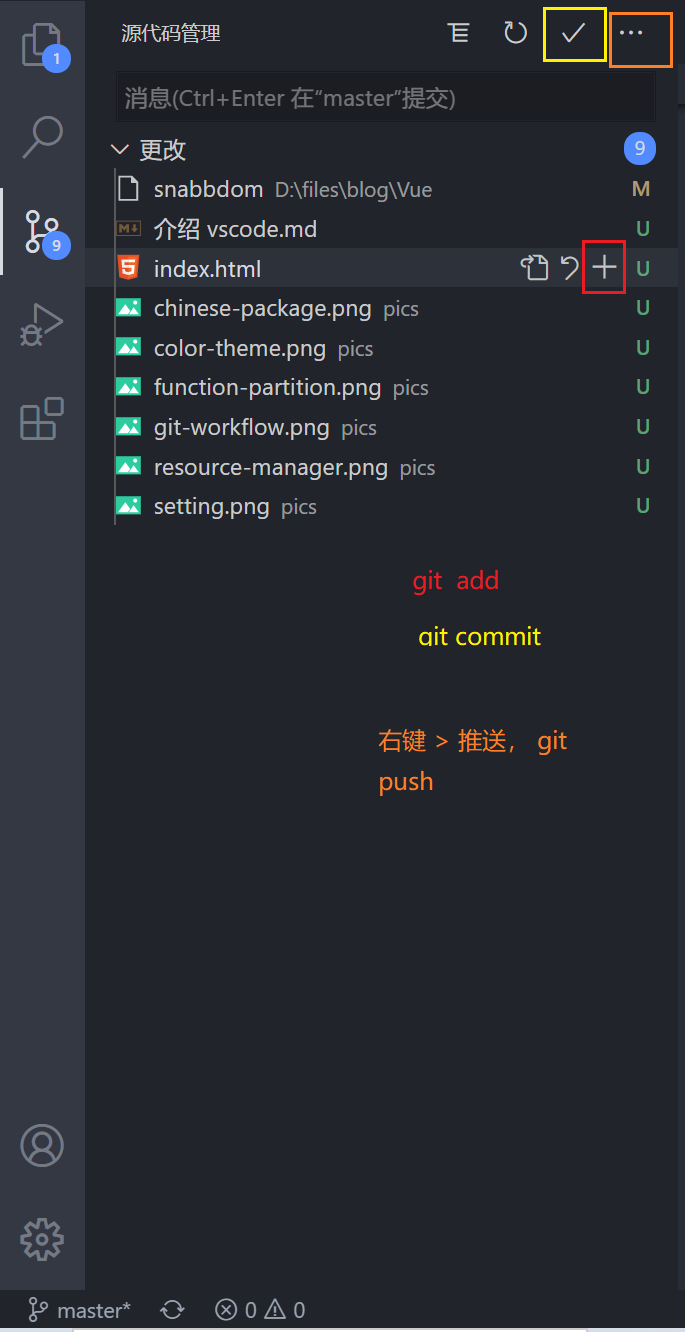 源代码管理
1
消息(Ctrl+Enter 在“master”提交)
更改 9
snabbdom D:\files\blog\Vue M
9
M↓ 介绍 vscode.md U
5 index.html U
chinese-package.png pics U
color-theme.png pics U
function-partition.png pics U
git-workflow.png pics U
resource-manager.png pics U
setting.png pics U
git add
git commit
右键 > 推送， git
push
master* 0 0